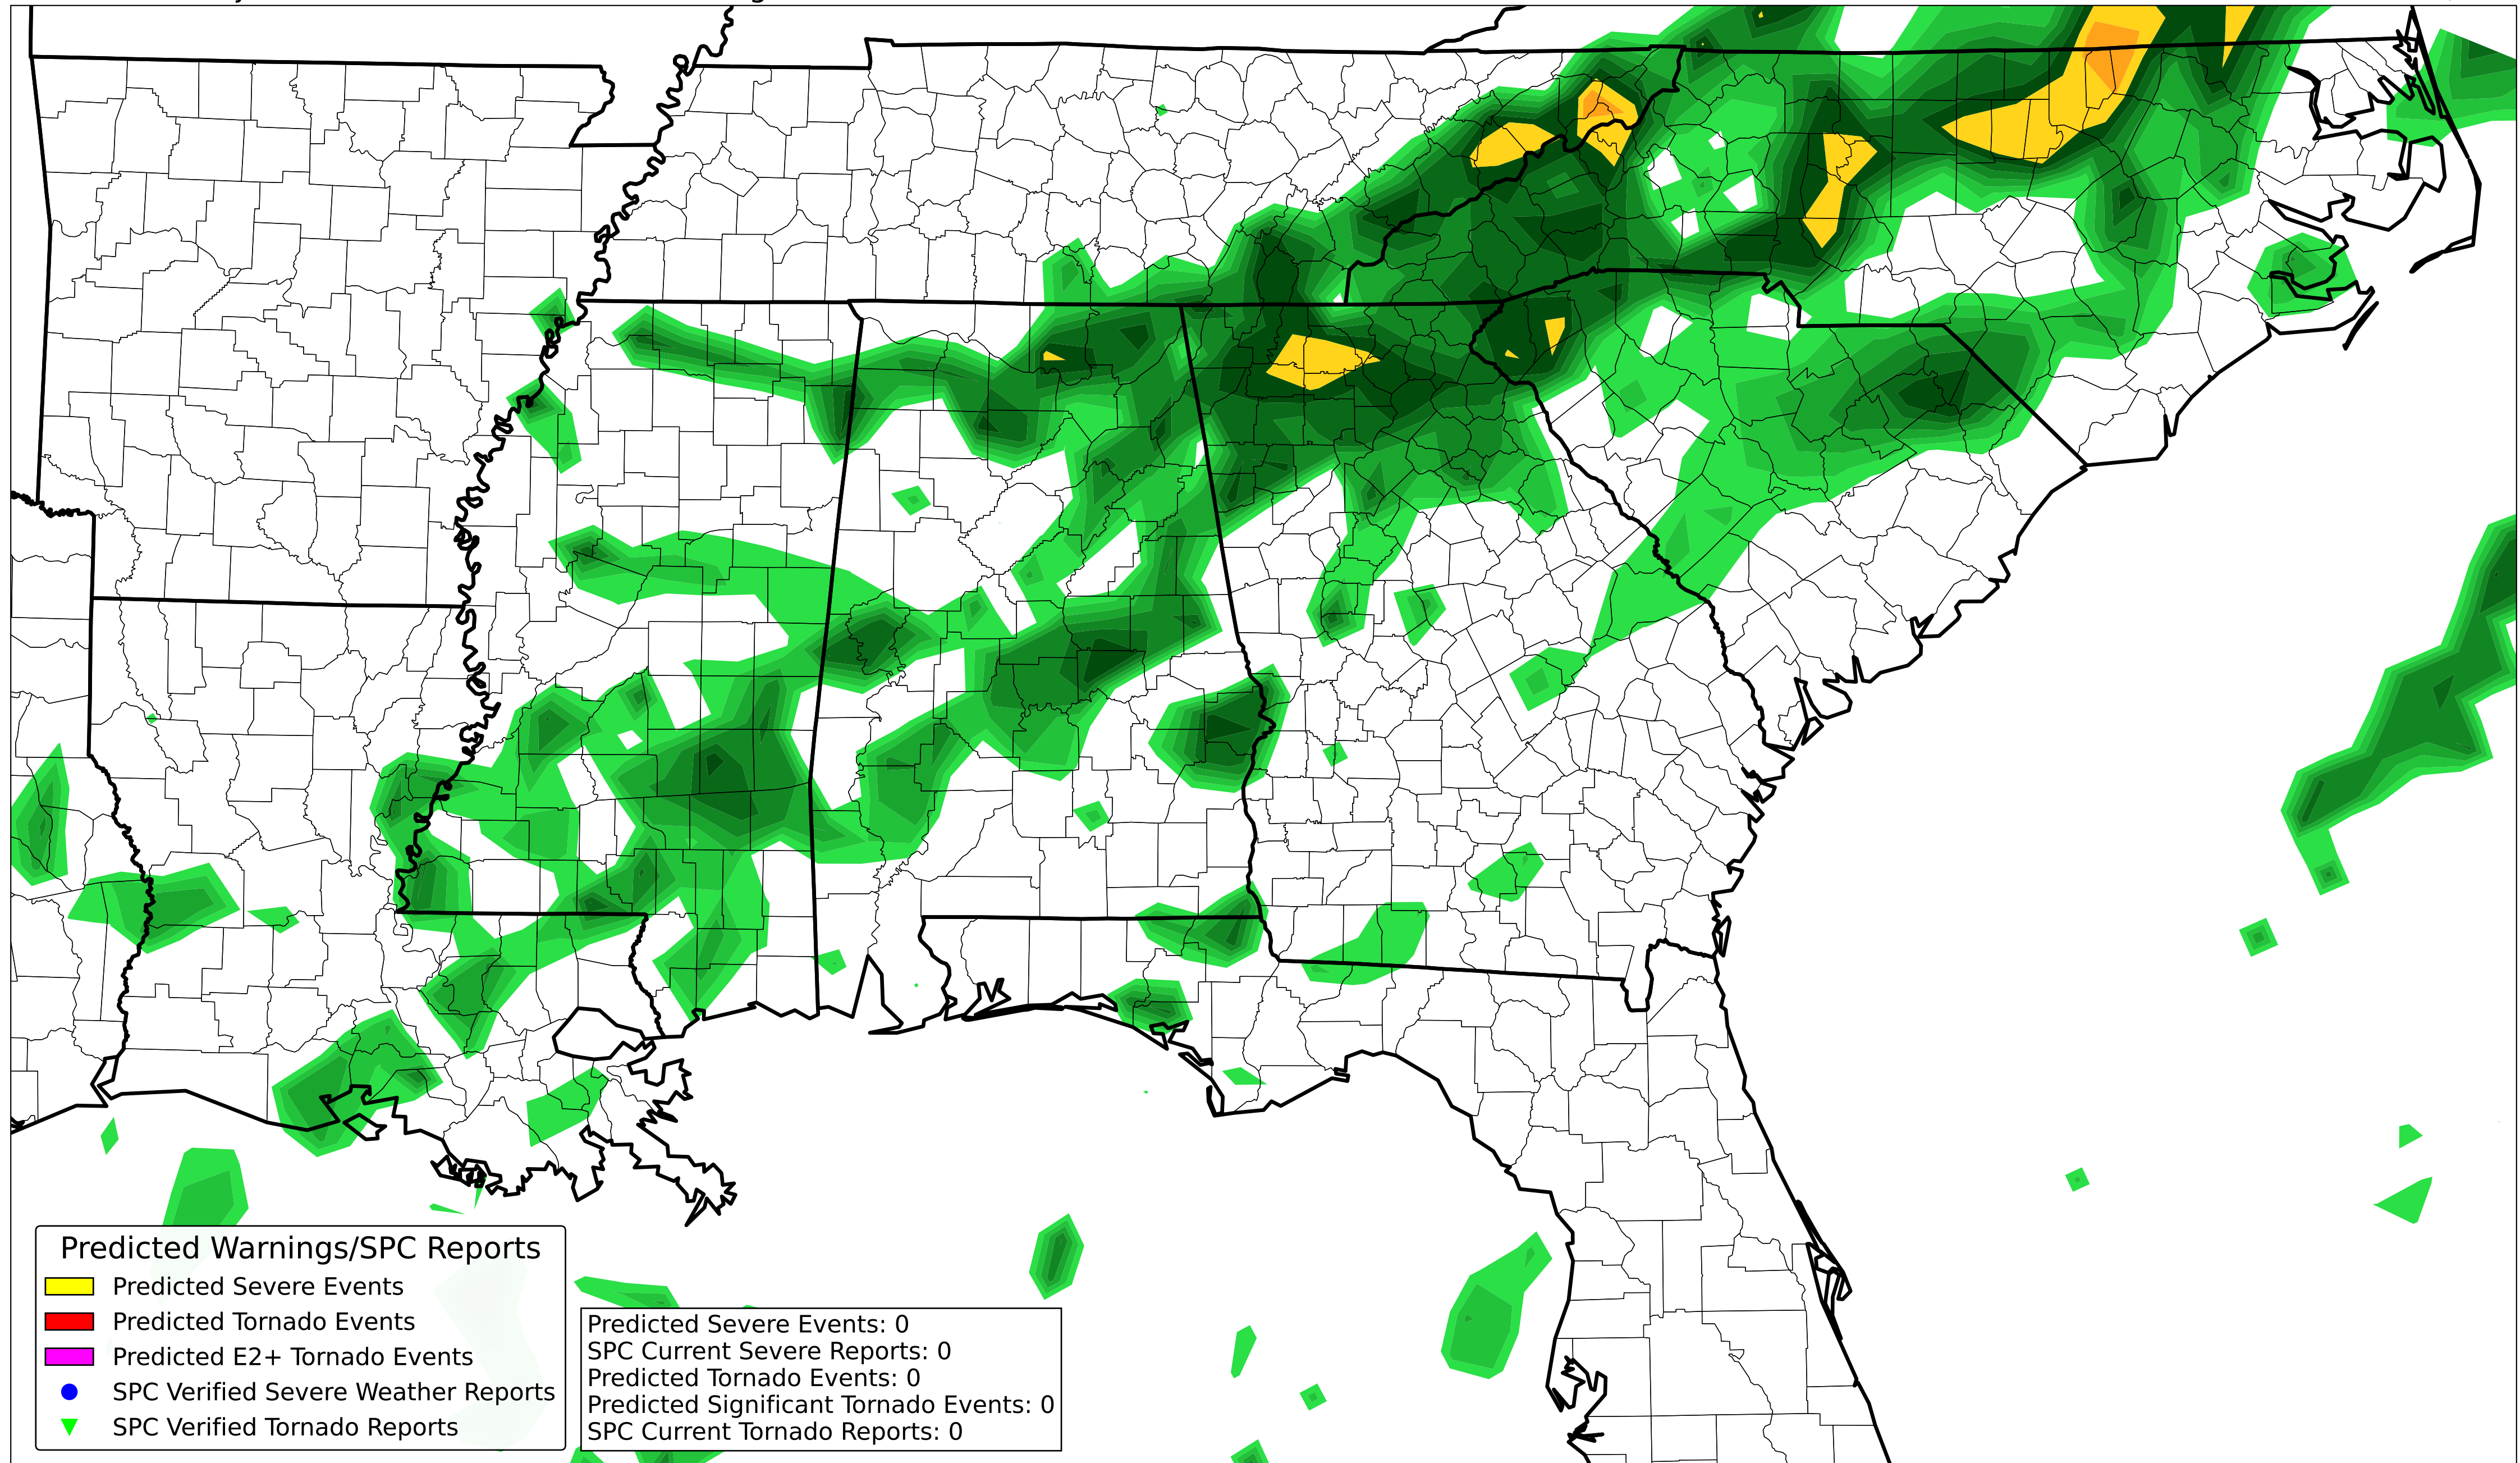 Predicted Warnings/SPC Reports
Predicted Severe Events
Predicted Tornado Events
Predicted E2+ Tornado Events
SPC Verified Severe Weather Reports
SPC Verified Tornado Reports
Predicted Severe Events: 0
SPC Current Severe Reports: 0
Predicted Tornado Events: 0
Predicted Significant Tornado Events: 0
SPC Current Tornado Reports: 0